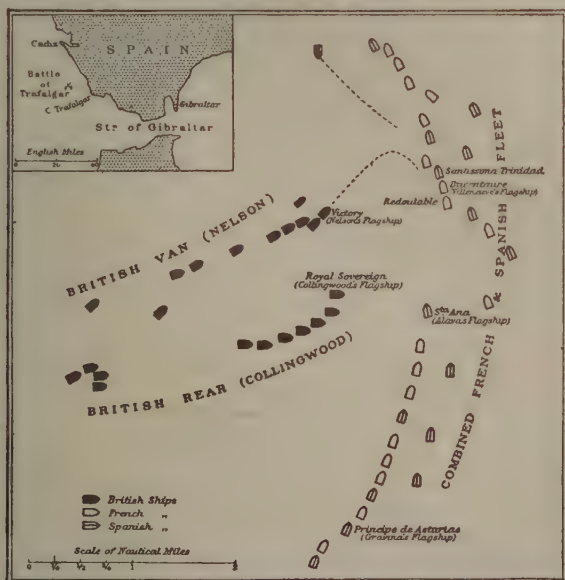 SPAIN
Cadiz
Battle
of
Trafalgar
C. Trafalgar
Gibraltar
Str. of Gibraltar
English Miles
BRITISH VAN (NELSON)
Victory
(Nelson's Flagship)
Santissima Trinidad
Bucentaure
Villeneuve's Flagship)
Redoutable
Royal Sovereign
(Collingwood's Flagship)
Sta Ana
(Alava's Flagship)
BRITISH REAR (COLLINGWOOD)
COMBINED FRENCH & SPANISH FLEET
British Ships
French „
Spanish „
Principe de Asturias
(Gravina's Flagship)
Scale of Nautical Miles